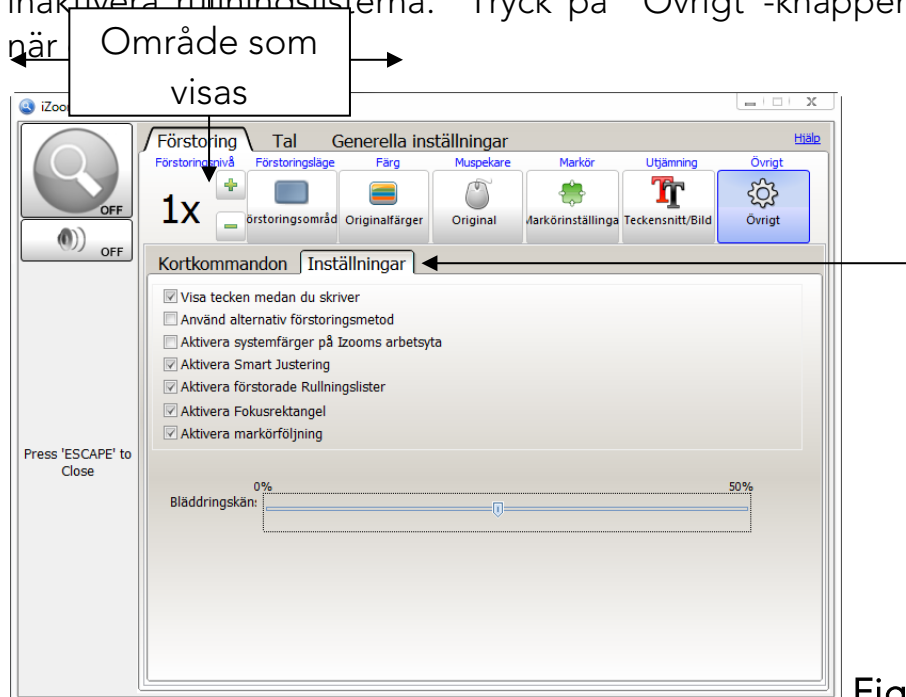 inaktivera rullningslisterna. Tryck på "Övrigt"-knappen
när
Område som
visas
iZoo
Förstoring Tal Generella inställningar Hjälp
Förstoringsnivå Förstoringsläge Färg Muspekare Markör Utjämning Övrigt
1x örstoringsområd Originalfärger Original Markörinställninga Teckensnitt/Bild Övrigt
OFF
OFF
Kortkommandon Inställningar
Visa tecken medan du skriver
Använd alternativ förstoringsmetod
Aktivera systemfärger på Izooms arbetsyta
Aktivera Smart Justering
Aktivera förstorade Rullningslister
Aktivera Fokusrektangel
Aktivera markörföljning
Press 'ESCAPE' to
Close
0% 50%
Bläddringskän:
Fig